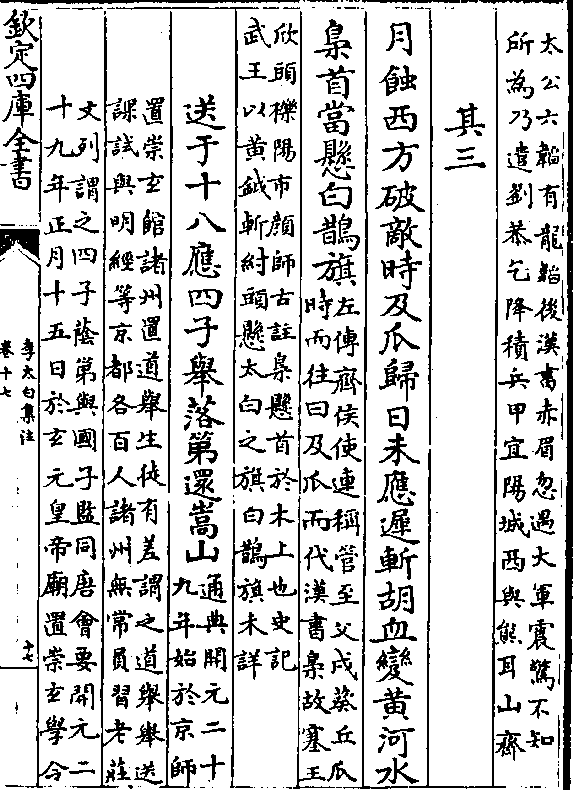 太公六韜有龍韜後漢書赤眉忽遇大軍震驚不知
所為乃遣劉恭乞降積兵甲宜陽城西與熊耳山齊
其三
月蝕西方破敵時及瓜歸日未應遲斬胡血變黃河水
梟首當懸白鵲旗
左傳齊侯使連稱管至父戍葵丘瓜
時而往曰及瓜而代漢書梟故塞王
欣頭櫟陽市顔師古註梟懸首於木上也史記
武王以黃鉞斬紂頭懸太白之旗白鵲旗未詳
送于十八應四子舉落第還嵩山
通典開元二十
九年始於京師
置崇玄館諸州置道舉生徒有差謂之道舉舉送
課試與明經等京都各百人諸州無常員習老莊
文列謂之四子蔭第與國子監同唐會要開元二
十九年正月十五日於玄元皇帝廟置崇玄學令
欽定四庫全書
李太白集注
卷十七
十七